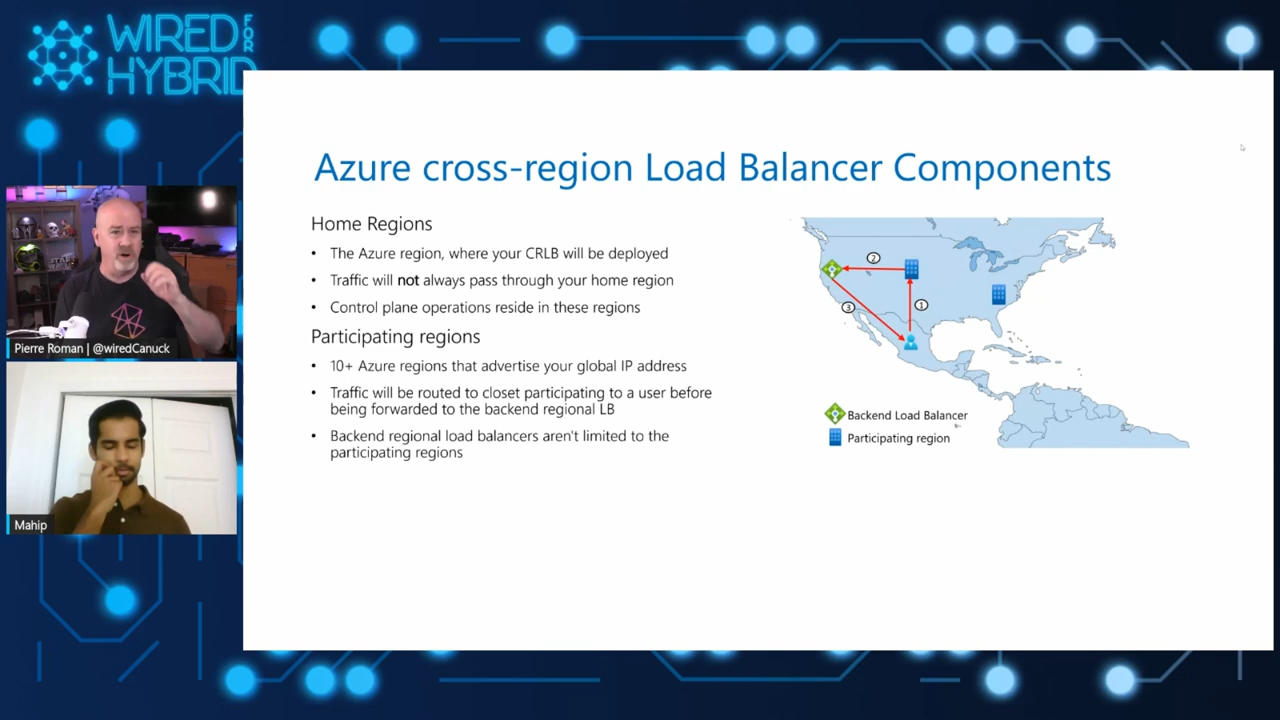 WIRED FOR
HYBRID
Azure cross-region Load Balancer Components
Home Regions
• The Azure region, where your CRLB will be deployed
• Traffic will not always pass through your home region
• Control plane operations reside in these regions
Participating regions
• 10+ Azure regions that advertise your global IP address
• Traffic will be routed to closet participating to a user before
being forwarded to the backend regional LB
• Backend regional load balancers aren't limited to the
participating regions
2
3
1
Backend Load Balancer
Participating region
Pierre Roman | @wiredCanuck
Mahip